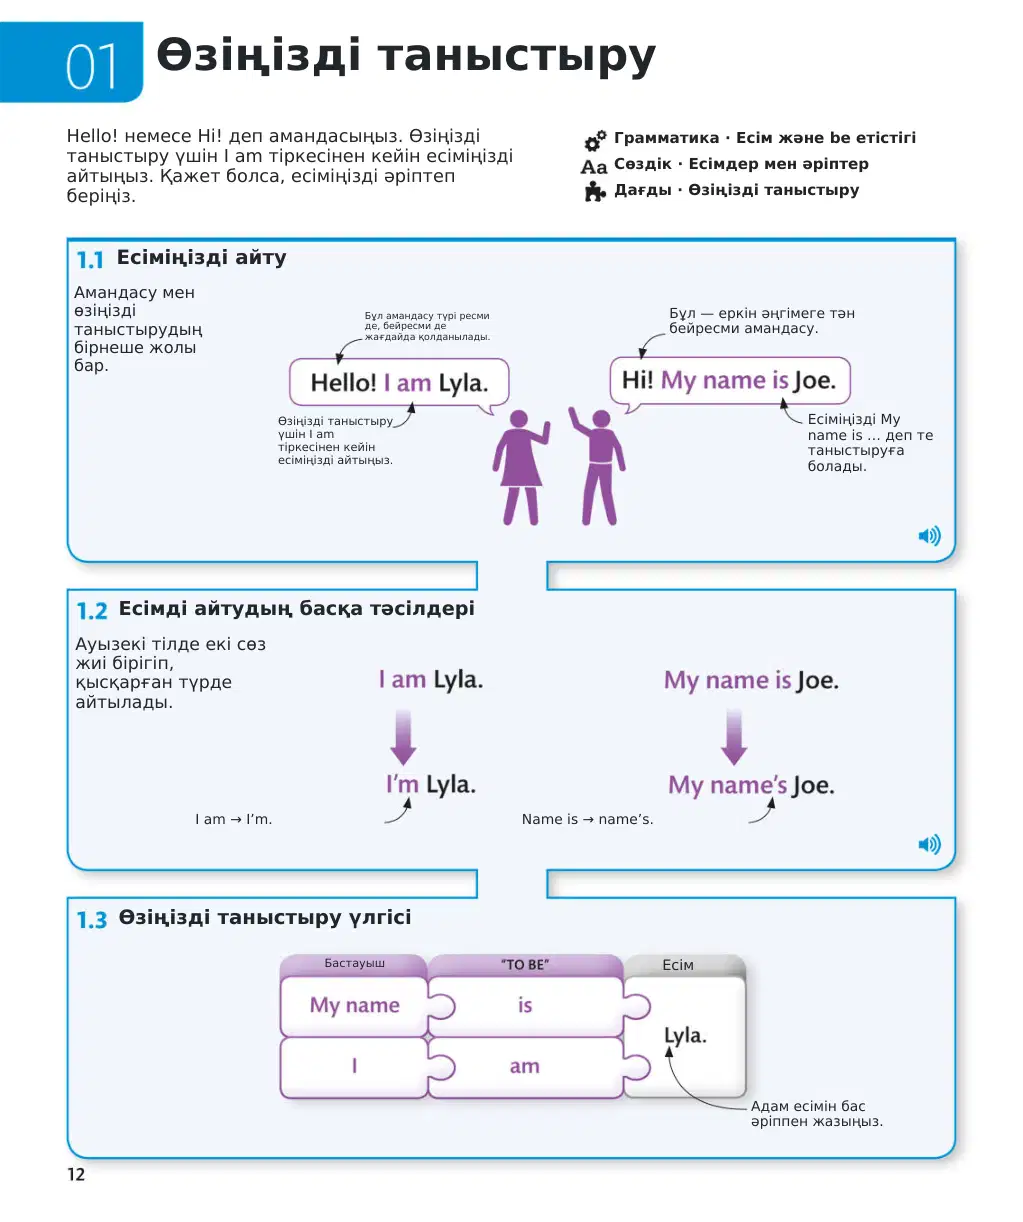 01
Өзіңізді таныстыру
Hello! немесе Hi! деп амандасыңыз. Өзіңізді
таныстыру үшін I am тіркесінен кейін есіміңізді
айтыңыз. Қажет болса, есіміңізді әріптеп
беріңіз.
Грамматика · Есім және be етістігі
Aa Сөздік · Есімдер мен әріптер
Дағды · Өзіңізді таныстыру
1.1 Есіміңізді айту
Амандасу мен
өзіңізді
таныстырудың
бірнеше жолы
бар.
Бұл амандасу түрі ресми
де, бейресми де
жағдайда қолданылады.
Hello! I am Lyla.
Өзіңізді таныстыру
үшін I am
тіркесінен кейін
есіміңізді айтыңыз.
Бұл — еркін әңгімеге тән
бейресми амандасу.
Hi! My name is Joe.
Есіміңізді My
name is ... деп те
таныстыруға
болады.
1.2 Есімді айтудың басқа тәсілдері
Ауызекі тілде екі сөз
жиі бірігіп,
қысқарған түрде
айтылады.
I am Lyla.
I’m Lyla.
I am → I’m.
My name is Joe.
My name’s Joe.
Name is → name’s.
1.3 Өзіңізді таныстыру үлгісі
Бастауыш
“TO BE”
Есім
My name
is
I
am
Lyla.
Адам есімін бас
әріппен жазыңыз.
12